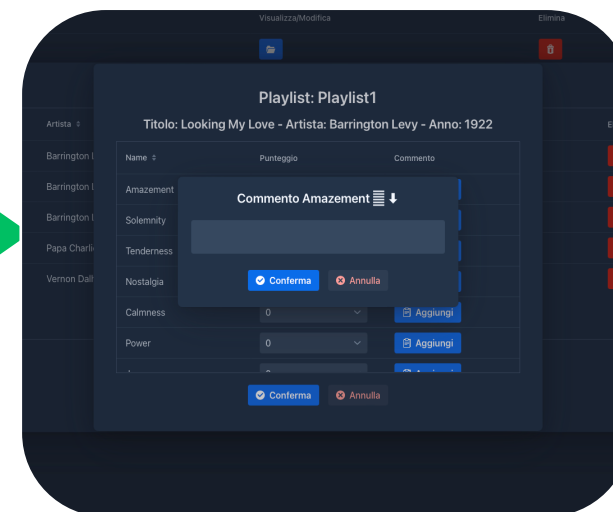 Visualizza/Modifica Elimina
Playlist: Playlist1
Titolo: Looking My Love - Artista: Barrington Levy - Anno: 1922
Artista
Name Punteggio Commento
Barrington
Amazement
Barrington
Commento Amazement
Solemnity
Barrington
Tenderness
Papa Charli
Nostalgia
Vernon Dalh
Conferma Annulla
Calmness 0 Aggiungi
Power 0 Aggiungi
Conferma Annulla